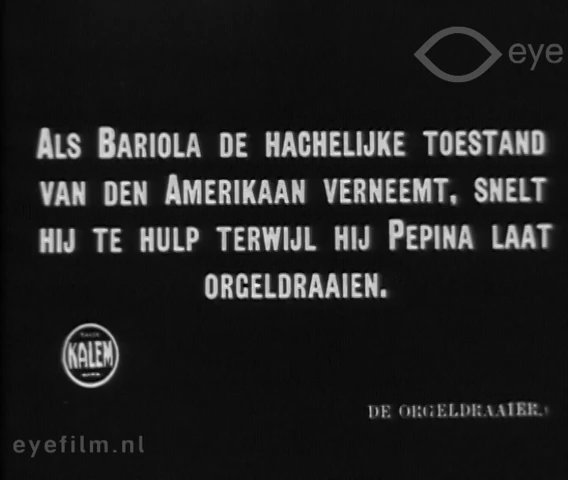 eye
ALS BARIOLA DE HACHELIJKE TOESTAND
VAN DEN AMERIKAAN VERNEEMT, SNELT
HIJ TE HULP TERWIJL HIJ PEPINA LAAT
ORGELDRAAIEN.
KALEM
DE ORGELDRAAIER.
eyefilm.nl